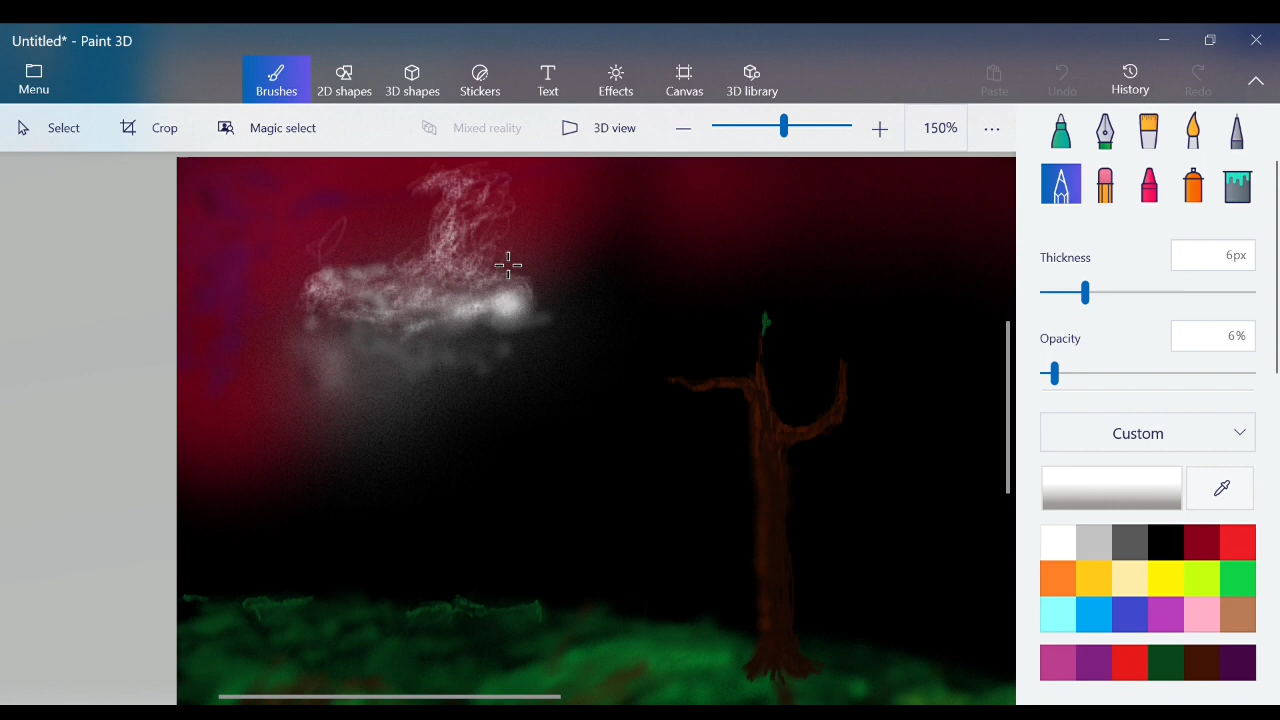 Untitled* - Paint 3D
Menu
Brushes
2D shapes
3D shapes
Stickers
Text
Effects
Canvas
3D library
Paste
Undo
History
Redo
Select
Crop
Magic select
Mixed reality
3D view
150%
Thickness
6px
Opacity
6%
Custom